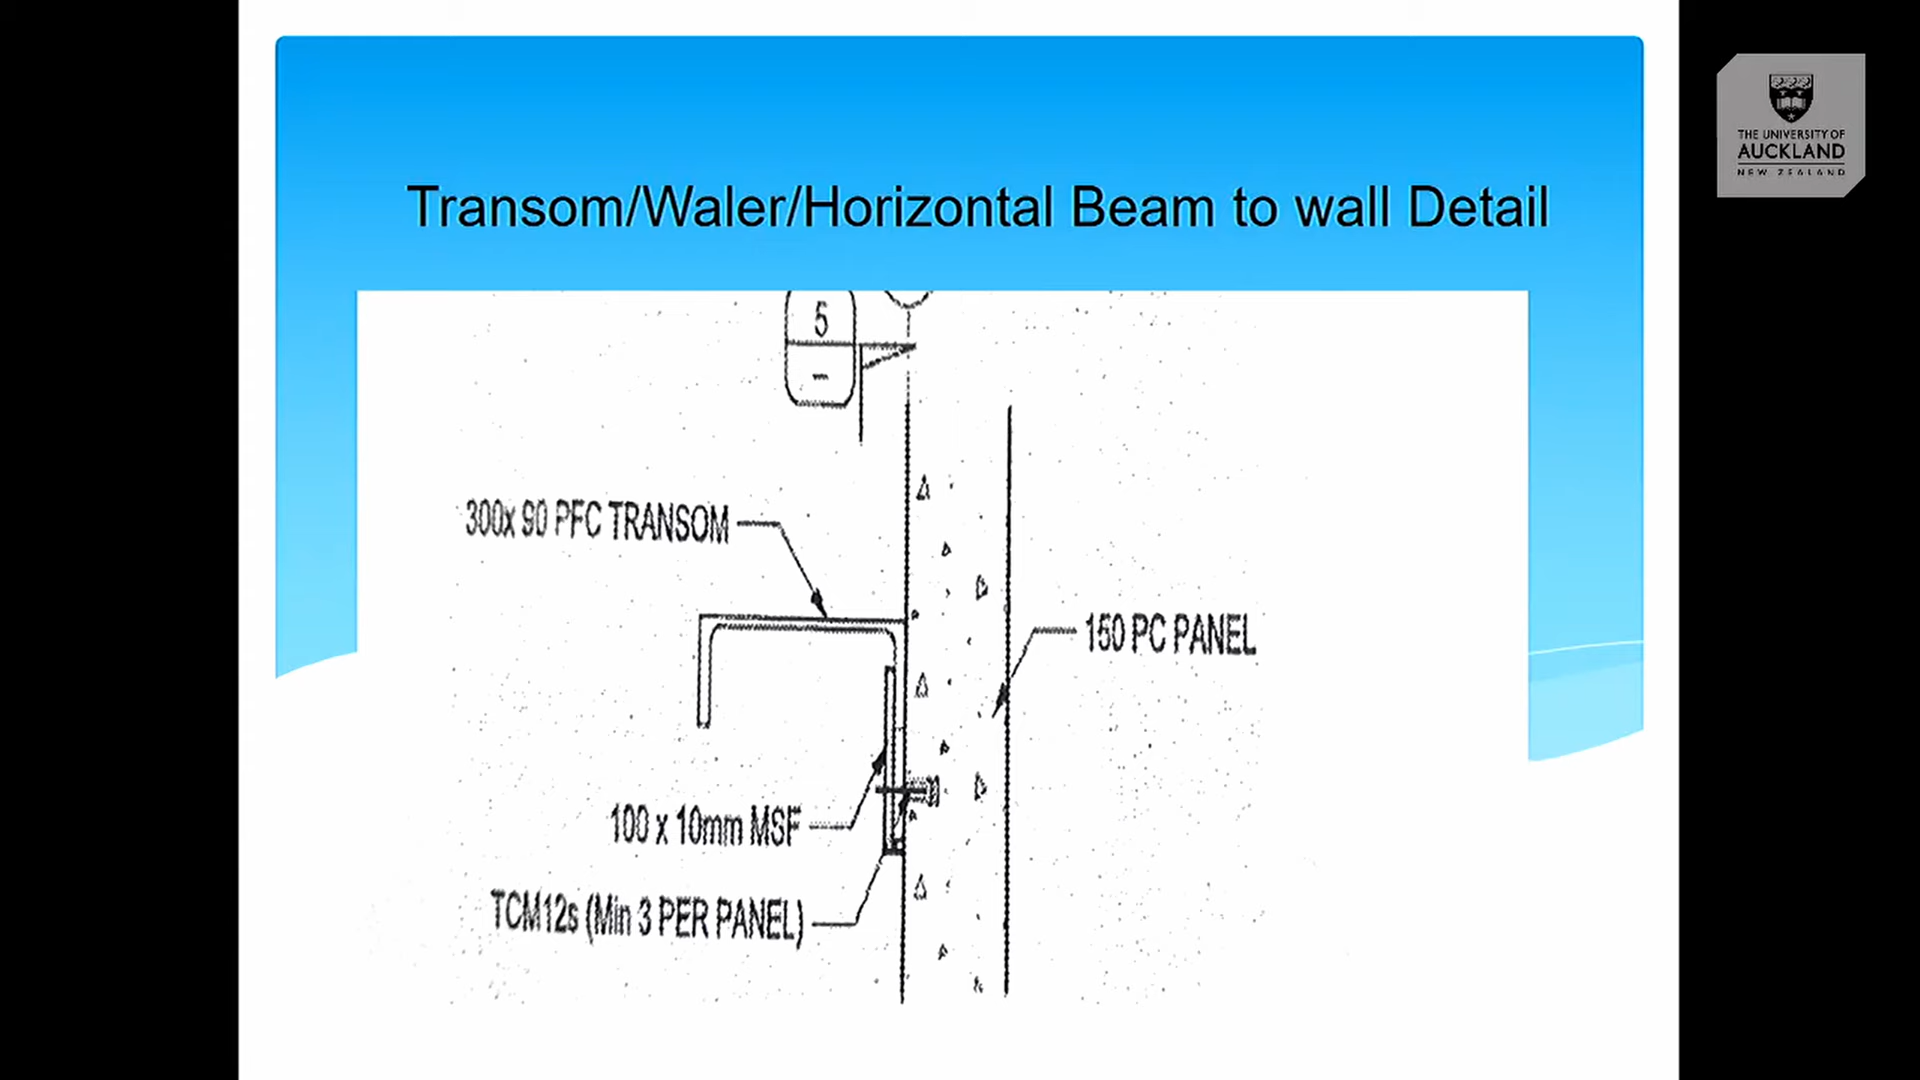 Transom/Waler/Horizontal Beam to wall Detail
THE UNIVERSITY OF
AUCKLAND
NEW ZEALAND
5
-
300x 90 PFC TRANSOM
150 PC PANEL
100 x 10mm MSF
TCM12s (Min 3 PER PANEL)